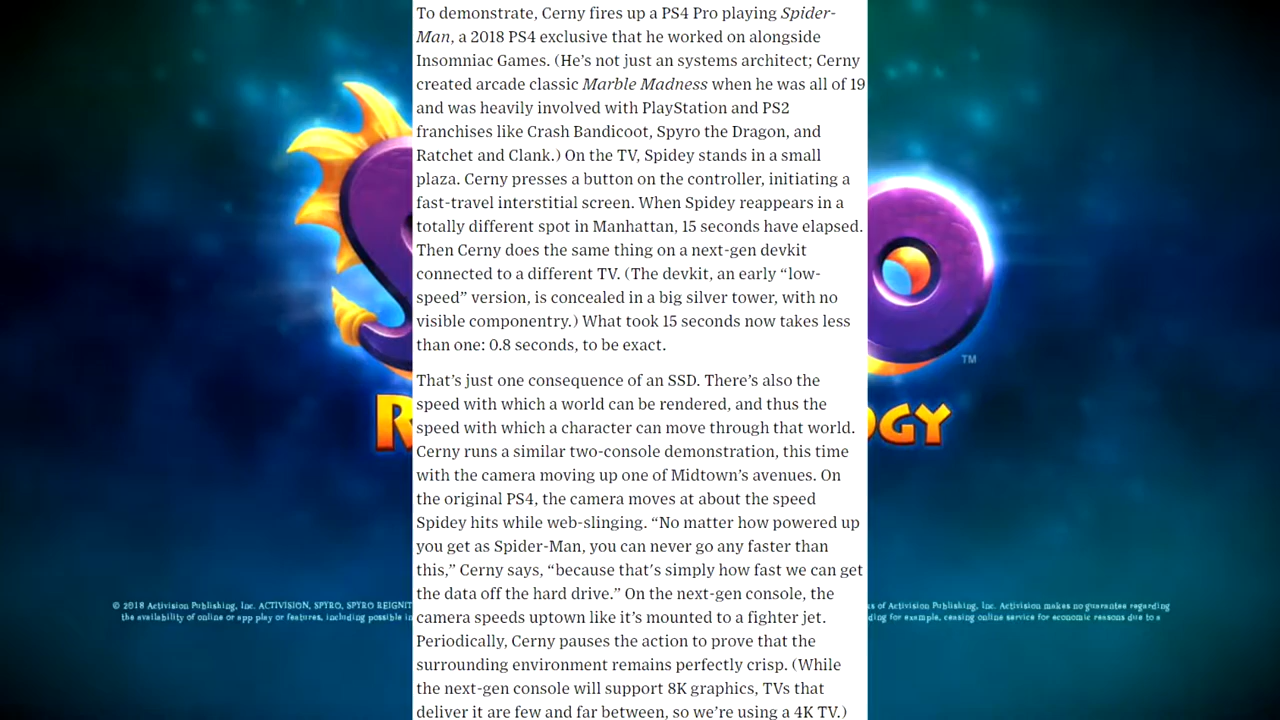 To demonstrate, Cerny fires up a PS4 Pro playing Spider-
Man, a 2018 PS4 exclusive that he worked on alongside
Insomniac Games. (He’s not just an systems architect; Cerny
created arcade classic Marble Madness when he was all of 19
and was heavily involved with PlayStation and PS2
franchises like Crash Bandicoot, Spyro the Dragon, and
Ratchet and Clank.) On the TV, Spidey stands in a small
plaza. Cerny presses a button on the controller, initiating a
fast-travel interstitial screen. When Spidey reappears in a
totally different spot in Manhattan, 15 seconds have elapsed.
Then Cerny does the same thing on a next-gen devkit
connected to a different TV. (The devkit, an early “low-
speed” version, is concealed in a big silver tower, with no
visible componentry.) What took 15 seconds now takes less
than one: 0.8 seconds, to be exact.
That’s just one consequence of an SSD. There’s also the
speed with which a world can be rendered, and thus the
speed with which a character can move through that world.
Cerny runs a similar two-console demonstration, this time
with the camera moving up one of Midtown’s avenues. On
the original PS4, the camera moves at about the speed
Spidey hits while web-slinging. “No matter how powered up
you get as Spider-Man, you can never go any faster than
this,” Cerny says, “because that’s simply how fast we can get
the data off the hard drive.” On the next-gen console, the
camera speeds uptown like it’s mounted to a fighter jet.
Periodically, Cerny pauses the action to prove that the
surrounding environment remains perfectly crisp. (While
the next-gen console will support 8K graphics, TVs that
deliver it are few and far between, so we’re using a 4K TV.)
S O
TM
R OGY
© 2018 Activision Publishing, Inc. ACTIVISION, SPYRO, SPYRO REIGNIT s of Activision Publishing, Inc. Activision makes no guarantee regarding
the availability of online or app play or features, including possible in ding for example, ceasing online service for economic reasons due to a